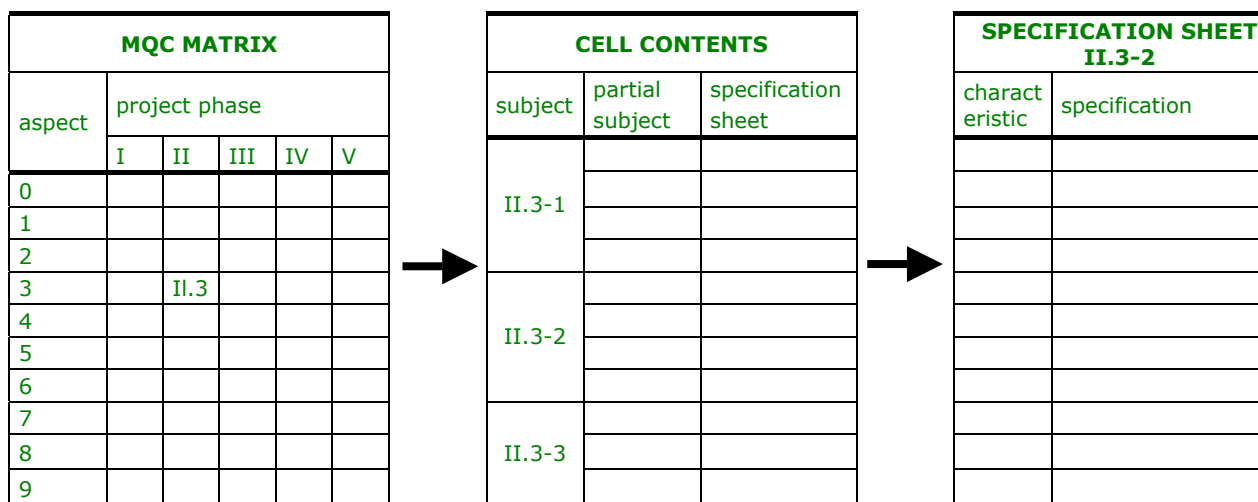 MQC MATRIX
aspect
project phase
I II III IV V
0
1
2
3 II.3
4
5
6
7
8
9
CELL CONTENTS
subject
partial
subject
specification
sheet
II.3-1
II.3-2
II.3-3
SPECIFICATION SHEET
II.3-2
charact
eristic
specification